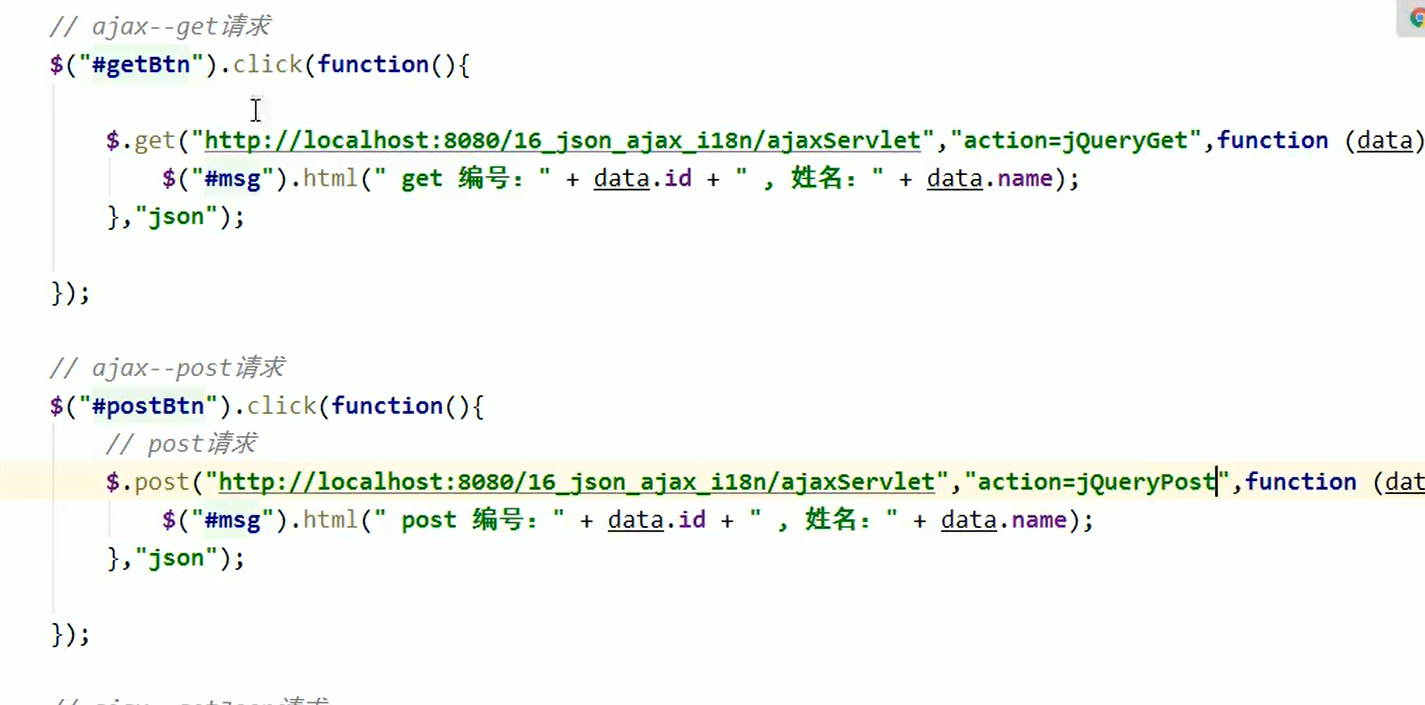 // ajax--get请求
$("#getBtn").click(function(){
$.get("http://localhost:8080/16_json_ajax_i18n/ajaxServlet","action=jQueryGet",function (data)
$("#msg").html(" get 编号：" + data.id + " , 姓名：" + data.name);
},"json");
});
// ajax--post请求
$("#postBtn").click(function(){
// post请求
$.post("http://localhost:8080/16_json_ajax_i18n/ajaxServlet","action=jQueryPost",function (dat
$("#msg").html(" post 编号：" + data.id + " , 姓名：" + data.name);
},"json");
});